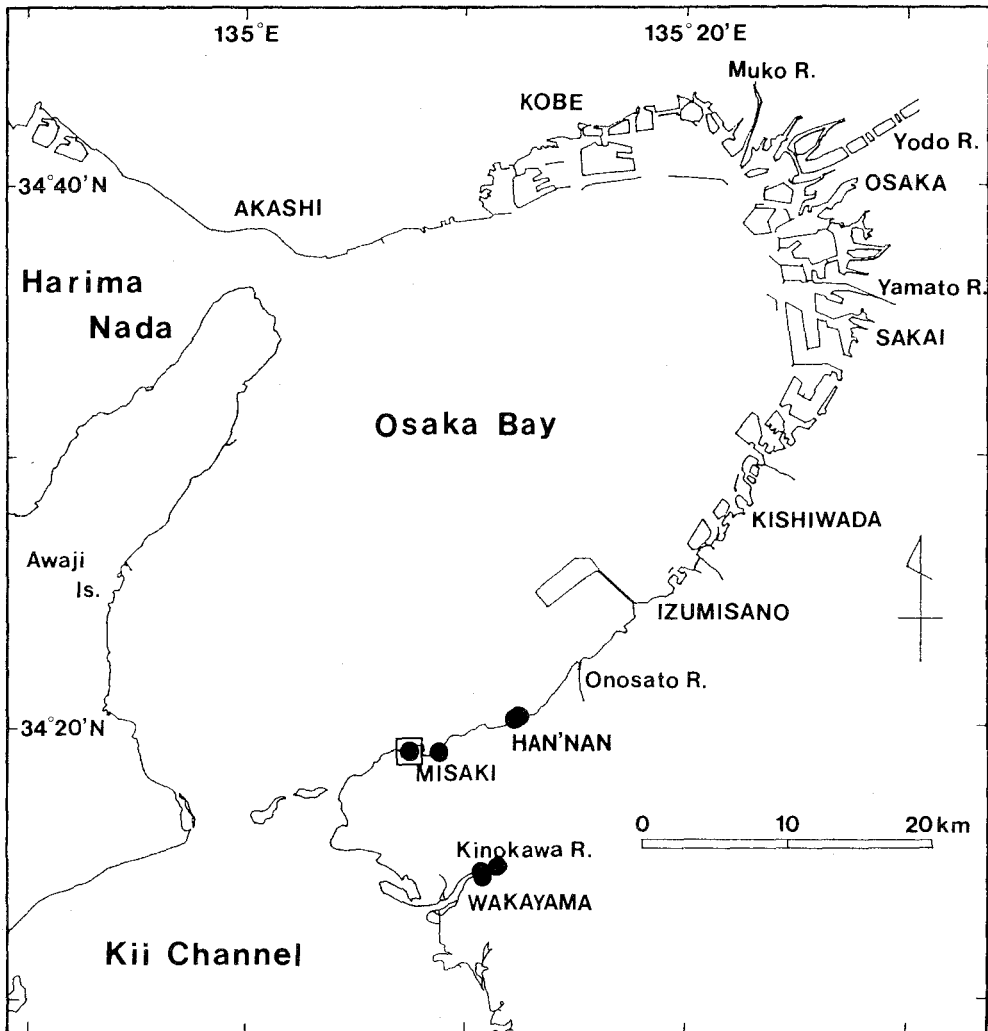 135°E
135°20'E
Muko R.
KOBE
Yodo R.
34°40'N
OSAKA
AKASHI
Harima
Nada
Yamato R.
SAKAI
Osaka Bay
KISHIWADA
Awaji
Is.
IZUMISANO
Onosato R.
34°20'N
HAN'NAN
MISAKI
0 10 20km
Kinokawa R.
WAKAYAMA
Kii Channel